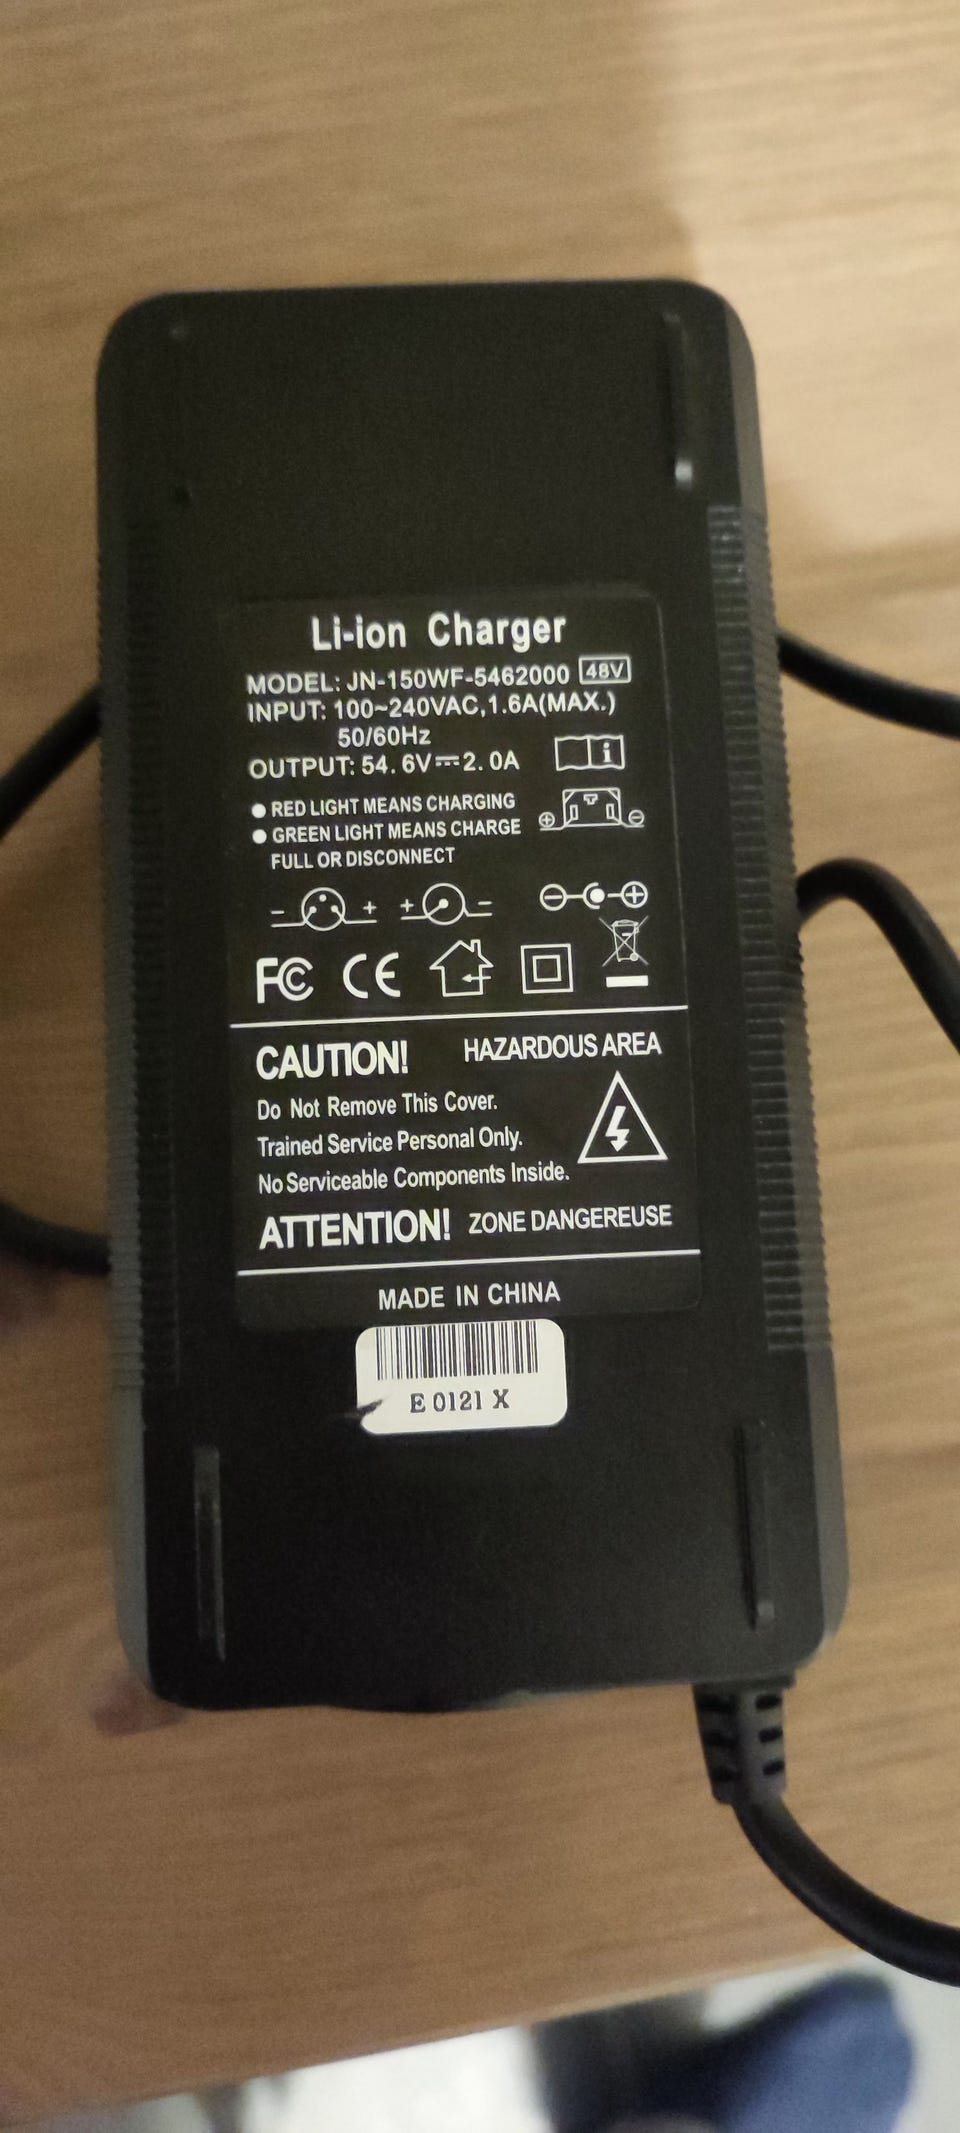 Li-ion Charger
MODEL: JN-150WF-5462000 48V
INPUT: 100~240VAC,1.6A(MAX.)
50/60Hz
OUTPUT: 54.6V⎓2.0A
● RED LIGHT MEANS CHARGING
● GREEN LIGHT MEANS CHARGE
FULL OR DISCONNECT
- + + -
FC CE
CAUTION! HAZARDOUS AREA
Do Not Remove This Cover.
Trained Service Personal Only.
No Serviceable Components Inside.
ATTENTION! ZONE DANGEREUSE
MADE IN CHINA
E 0121 X